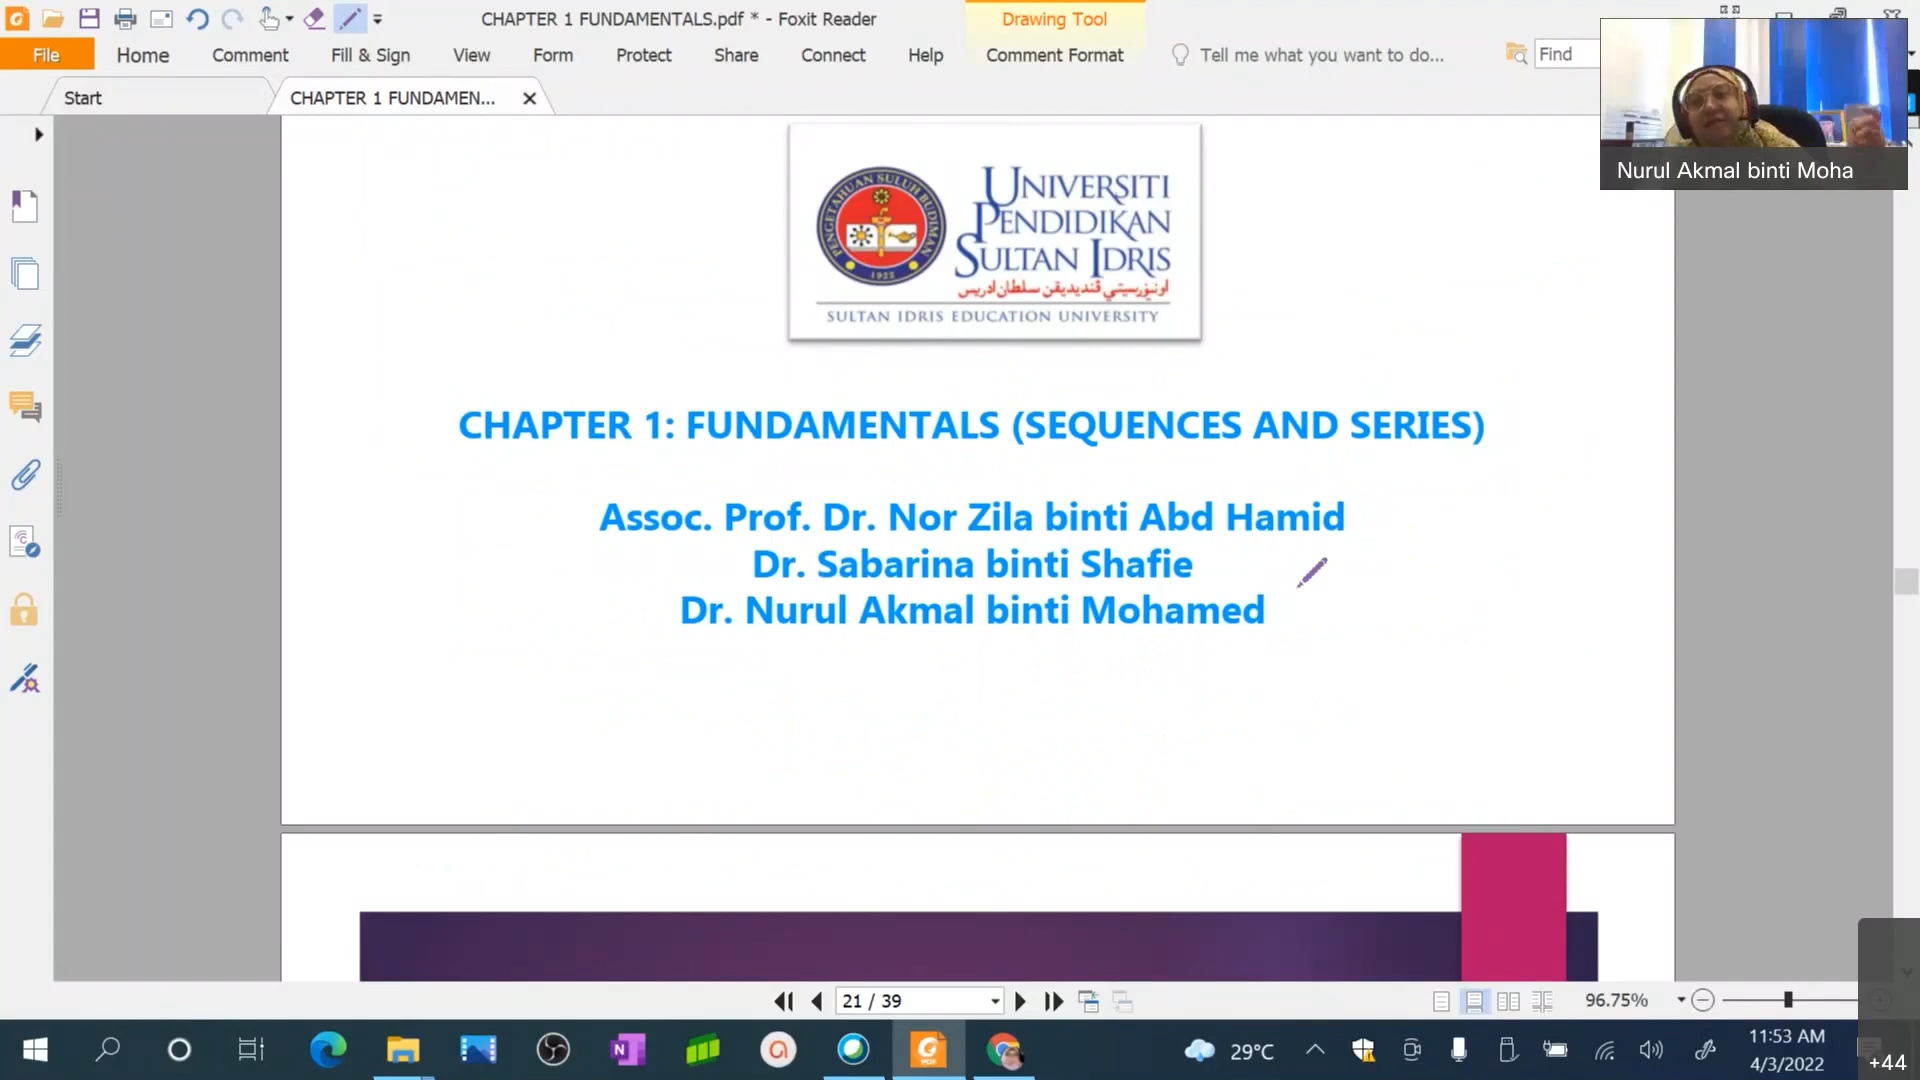 CHAPTER 1 FUNDAMENTALS.pdf * - Foxit Reader
Drawing Tool
File
Home
Comment
Fill & Sign
View
Form
Protect
Share
Connect
Help
Comment Format
Tell me what you want to do...
Find
Nurul Akmal binti Moha
Start
CHAPTER 1 FUNDAMEN...
PENGETAHUAN SULUH BUDIMAN
1922
UNIVERSITI
PENDIDIKAN
SULTAN IDRIS
اونيۏرسيتي ڤنديديقن سلطان ادريس
SULTAN IDRIS EDUCATION UNIVERSITY
CHAPTER 1: FUNDAMENTALS (SEQUENCES AND SERIES)
Assoc. Prof. Dr. Nor Zila binti Abd Hamid
Dr. Sabarina binti Shafie
Dr. Nurul Akmal binti Mohamed
21 / 39
96.75%
29°C
11:53 AM
4/3/2022
+44